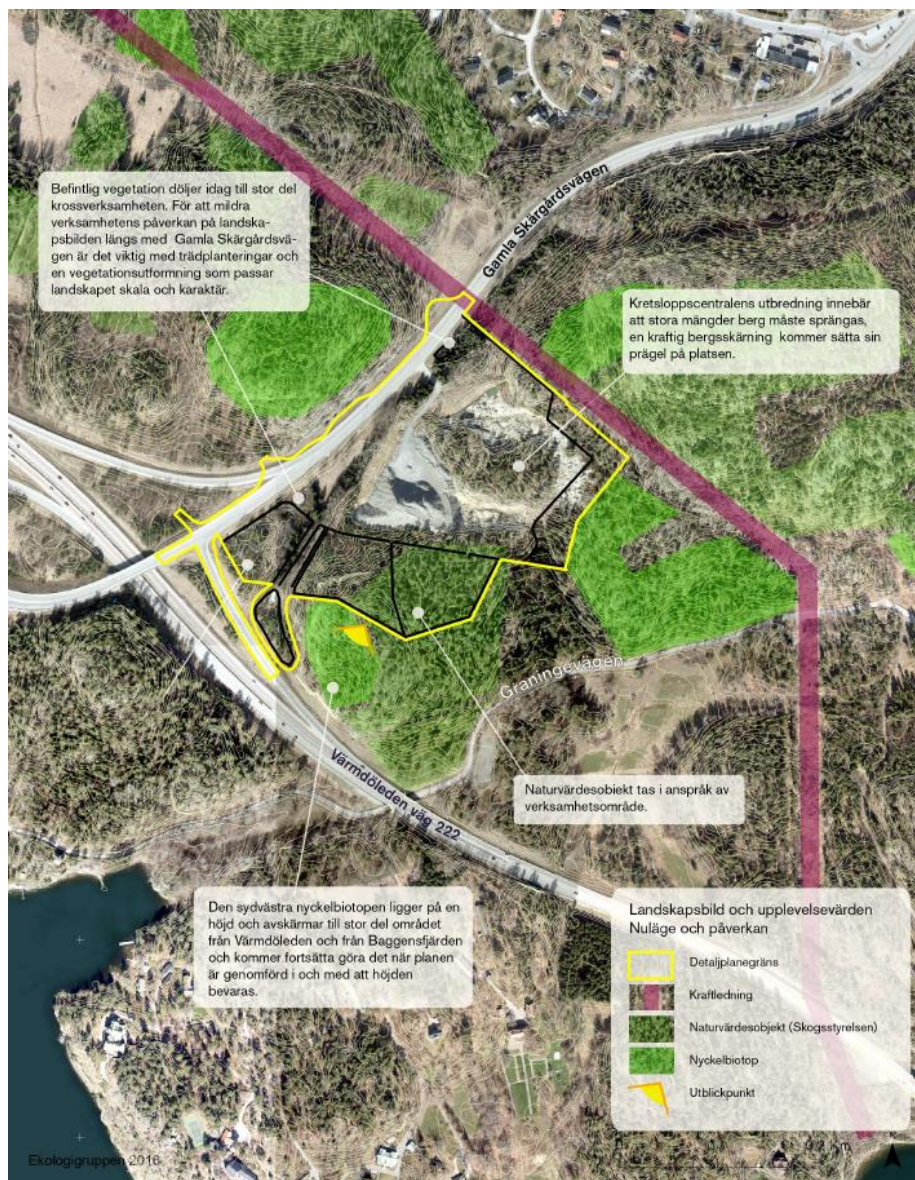 Gamla Skärgårdsvägen
Befintlig vegetation döljer idag till stor del
krossverksamheten. För att mildra
verksamhetens påverkan på landska-
psbilden längs med Gamla Skärgårdsvä-
gen är det viktig med trädplanteringar och
en vegetationsutformning som passar
landskapet skala och karaktär.
Kretsloppscentralens utbredning innebär
att stora mängder berg måste sprängas,
en kraftig bergsskärning kommer sätta sin
prägel på platsen.
Graningevägen
Värmdöleden väg 222
Naturvärdesobjekt tas i anspråk av
verksamhetsområde.
Den sydvästra nyckelbiotopen ligger på en
höjd och avskärmar till stor del området
från Värmdöleden och från Baggensfjärden
och kommer fortsätta göra det när planen
är genomförd i och med att höjden
bevaras.
Landskapsbild och upplevelsevärden
Nuläge och påverkan
Detaljplanegräns
Kraftledning
Naturvärdesobjekt (Skogsstyrelsen)
Nyckelbiotop
Utblickpunkt
Ekologigruppen 2016
0,2 km